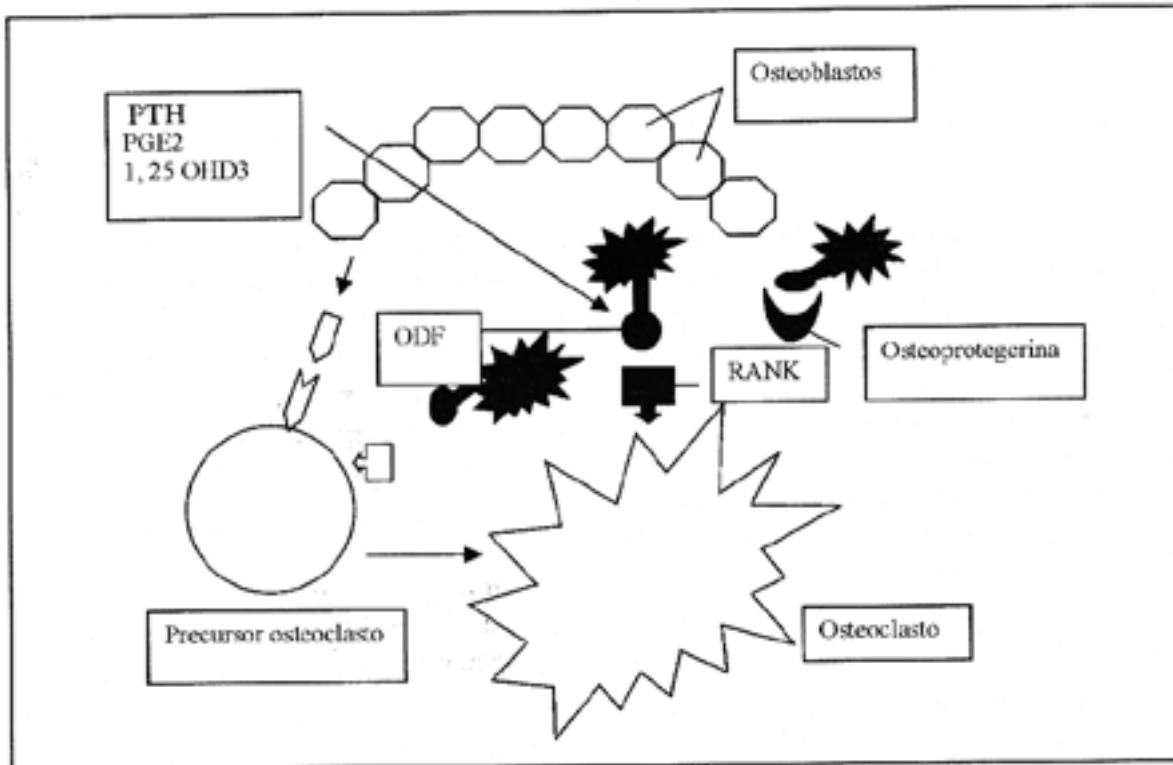 Osteoblastos
PTH
PGE2
1, 25 OHD3
ODF
Osteoprotegerina
RANK
Precursor osteoclasto
Osteoclasto